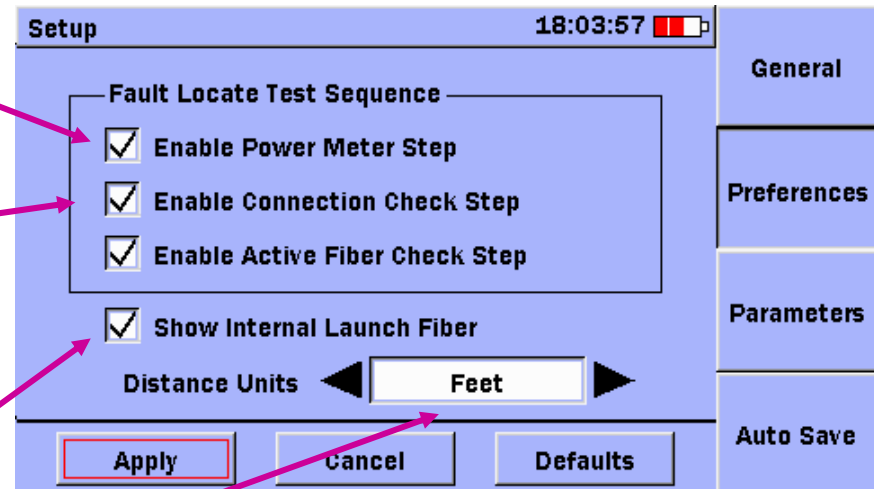 Setup
18:03:57
Fault Locate Test Sequence
Enable Power Meter Step
Enable Connection Check Step
Enable Active Fiber Check Step
Show Internal Launch Fiber
Distance Units
Feet
Apply
Cancel
Defaults
General
Preferences
Parameters
Auto Save